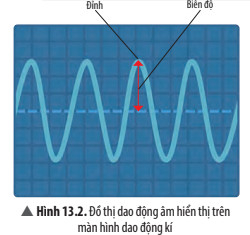 Đỉnh
Biên độ
▲ Hình 13.2. Đồ thị dao động âm hiển thị trên
màn hình dao động kí